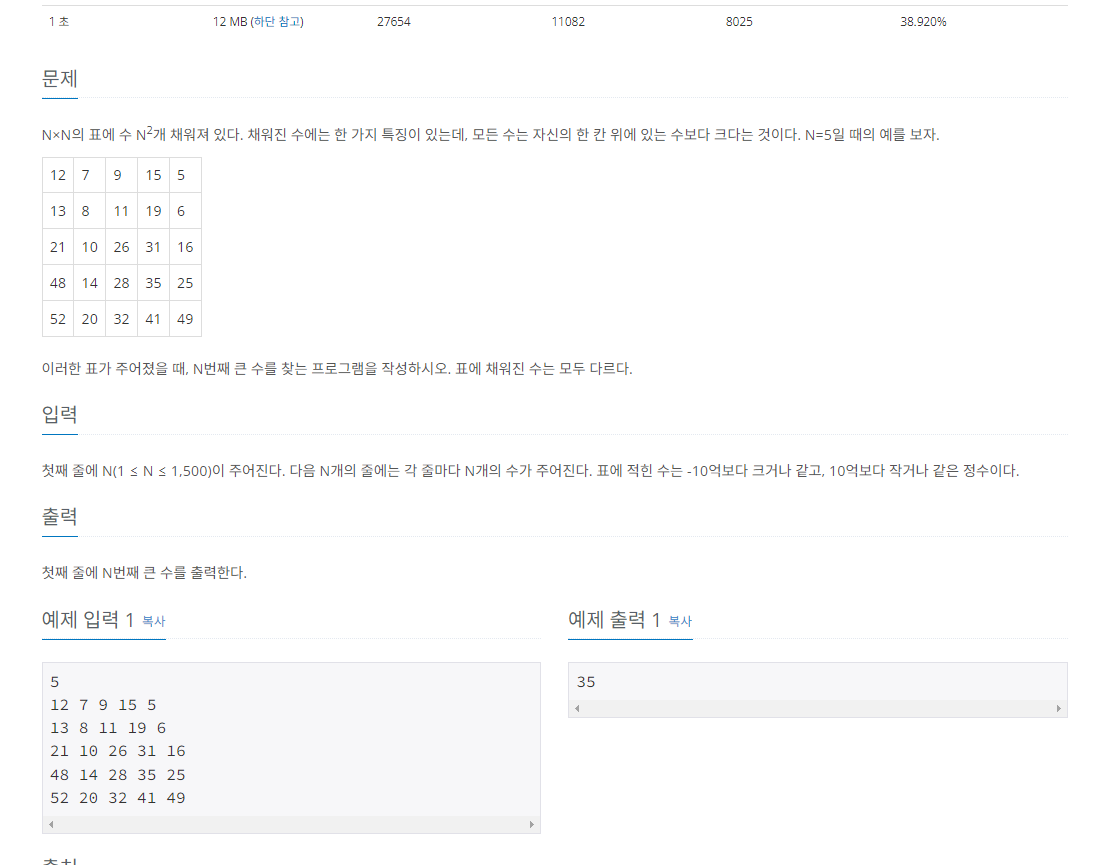 1 초 12 MB (하단 참고) 27654 11082 8025 38.920%
문제
N×N의 표에 수 N2개 채워져 있다. 채워진 수에는 한 가지 특징이 있는데, 모든 수는 자신의 한 칸 위에 있는 수보다 크다는 것이다. N=5일 때의 예를 보자.
12 7 9 15 5
13 8 11 19 6
21 10 26 31 16
48 14 28 35 25
52 20 32 41 49
이러한 표가 주어졌을 때, N번째 큰 수를 찾는 프로그램을 작성하시오. 표에 채워진 수는 모두 다르다.
입력
첫째 줄에 N(1 ≤ N ≤ 1,500)이 주어진다. 다음 N개의 줄에는 각 줄마다 N개의 수가 주어진다. 표에 적힌 수는 -10억보다 크거나 같고, 10억보다 작거나 같은 정수이다.
출력
첫째 줄에 N번째 큰 수를 출력한다.
예제 입력 1 복사
5
12 7 9 15 5
13 8 11 19 6
21 10 26 31 16
48 14 28 35 25
52 20 32 41 49
예제 출력 1 복사
35